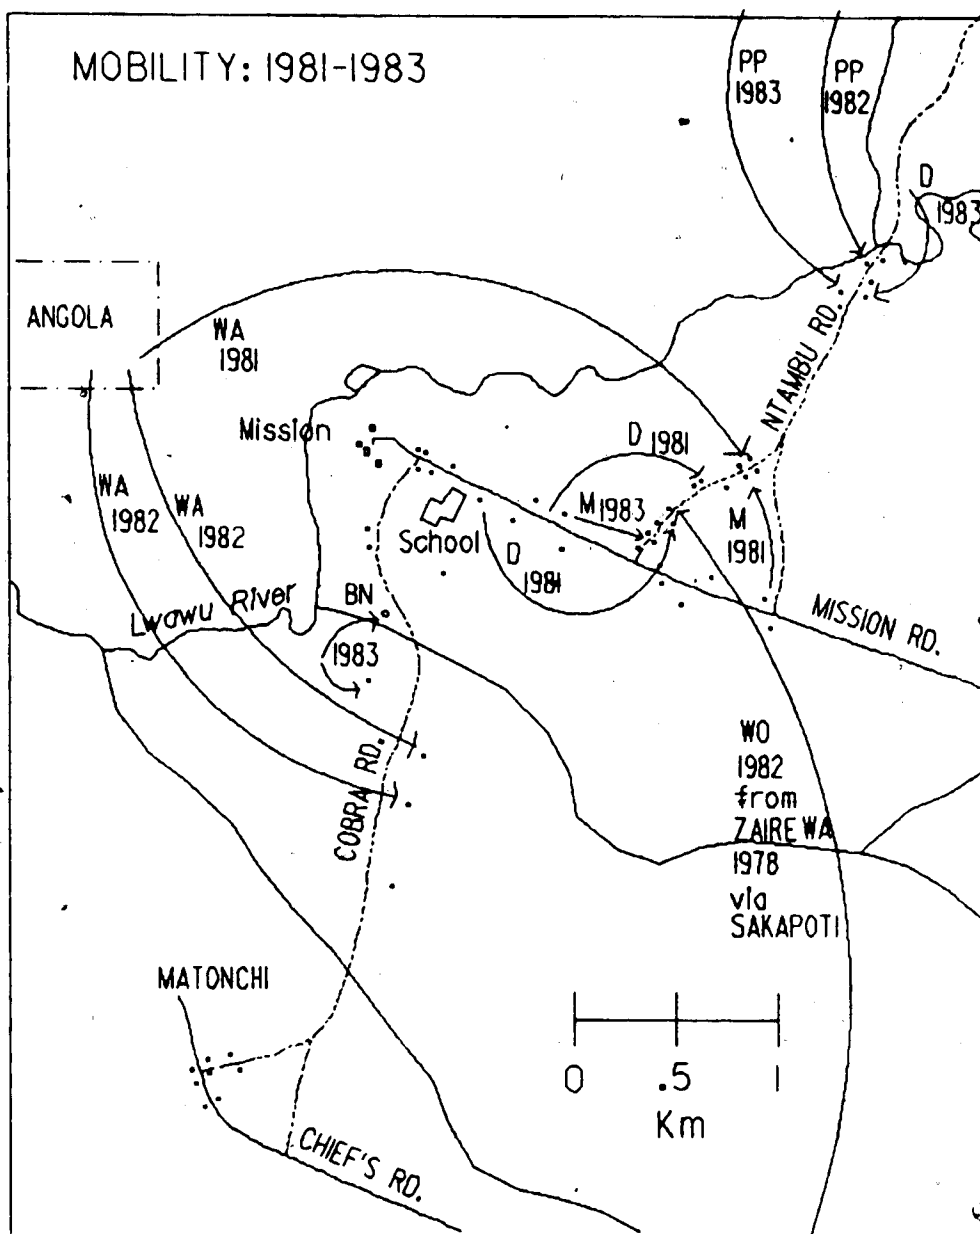 MOBILITY: 1981-1983
PP
1983
PP
1982
D
1983
ANGOLA
WA
1981
NTAMBU RD.
Mission
D 1981
WA
1982
WA
1982
M 1983
School
M
1981
D
1981
BN
Lwawu River
1983
MISSION RD.
WO
1982
from
ZAIRE WA
1978
via
SAKAPOTI
COBRA RD.
MATONCHI
0 .5 1
Km
CHIEF'S RD.